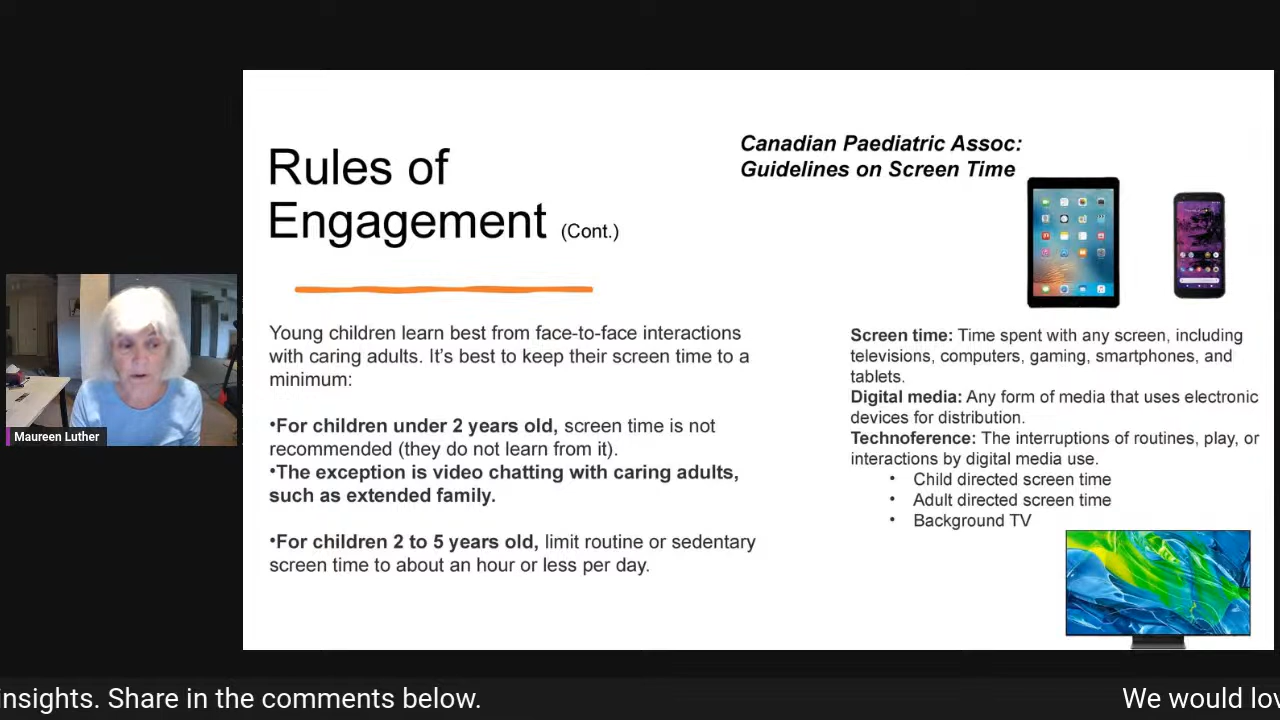 Rules of
Engagement (Cont.)
Canadian Paediatric Assoc:
Guidelines on Screen Time
Young children learn best from face-to-face interactions
with caring adults. It’s best to keep their screen time to a
minimum:
•For children under 2 years old, screen time is not
recommended (they do not learn from it).
•The exception is video chatting with caring adults,
such as extended family.
•For children 2 to 5 years old, limit routine or sedentary
screen time to about an hour or less per day.
Screen time: Time spent with any screen, including
televisions, computers, gaming, smartphones, and
tablets.
Digital media: Any form of media that uses electronic
devices for distribution.
Technoference: The interruptions of routines, play, or
interactions by digital media use.
• Child directed screen time
• Adult directed screen time
• Background TV
Maureen Luther
insights. Share in the comments below.
We would lov